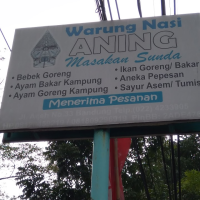 Warung Nasi
ANING
Masakan Sunda
• Bebek Goreng
• Ayam Bakar Kampung
• Ayam Goreng Kampung
• Ikan Goreng/ Bakar
• Aneka Pepesan
• Sayur Asem/ Tumis
Menerima Pesanan